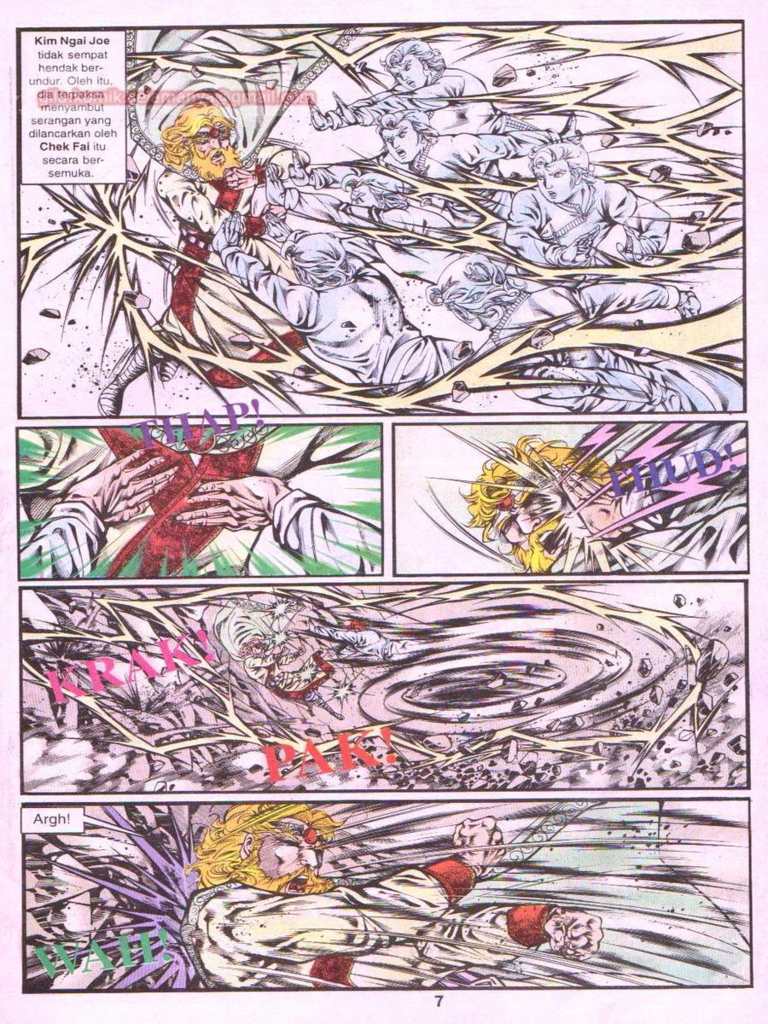 Kim Ngai Joe
tidak sempat
hendak ber-
undur. Oleh itu,
dia terpaksa
menyambut
serangan yang
dilancarkan oleh
Chek Fai itu
secara ber-
semuka.
THAP!
THUD!
KRAK!
PAK!
Argh!
WAH!
7